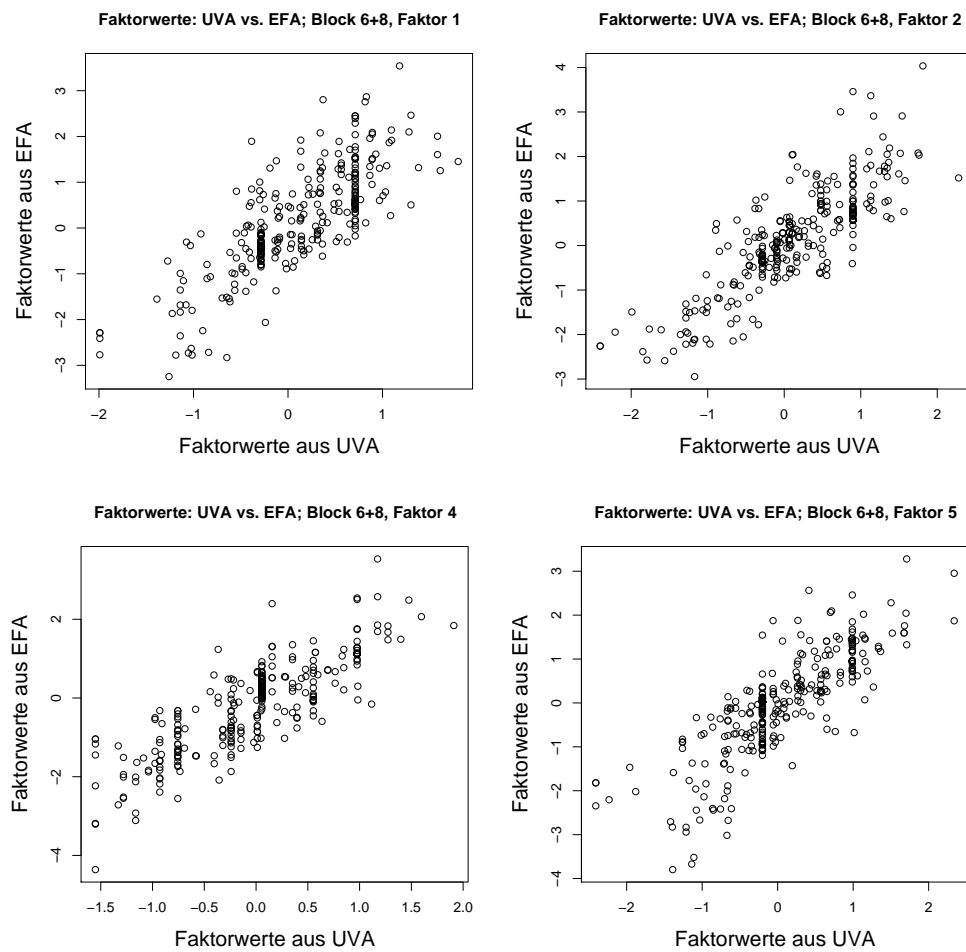 Faktorwerte: UVA vs. EFA; Block 6+8, Faktor 1
Faktorwerte aus EFA
3
2
1
0
−1
−2
−3
−2 −1 0 1
Faktorwerte aus UVA
Faktorwerte: UVA vs. EFA; Block 6+8, Faktor 2
Faktorwerte aus EFA
4
3
2
1
0
−1
−2
−3
−2 −1 0 1 2
Faktorwerte aus UVA
Faktorwerte: UVA vs. EFA; Block 6+8, Faktor 4
Faktorwerte aus EFA
2
0
−2
−4
−1.5 −1.0 −0.5 0.0 0.5 1.0 1.5 2.0
Faktorwerte aus UVA
Faktorwerte: UVA vs. EFA; Block 6+8, Faktor 5
Faktorwerte aus EFA
3
2
1
0
−1
−2
−3
−4
−2 −1 0 1 2
Faktorwerte aus UVA